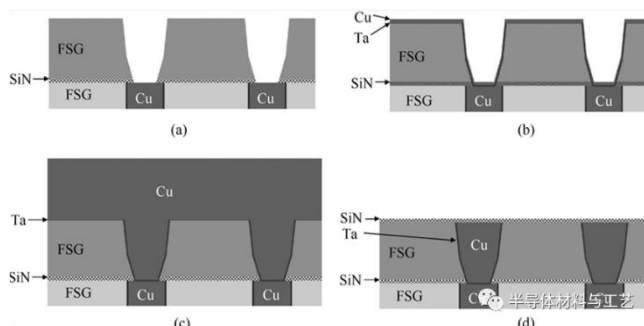 FSG
SiN
FSG
Cu
Cu
(a)
Cu
Ta
FSG
SiN
FSG
Cu
Cu
(b)
Cu
Ta
FSG
SiN
FSG
Cu
Cu
(c)
SiN
Ta
Cu
FSG
SiN
FSG
半导体材料与工艺
(d)